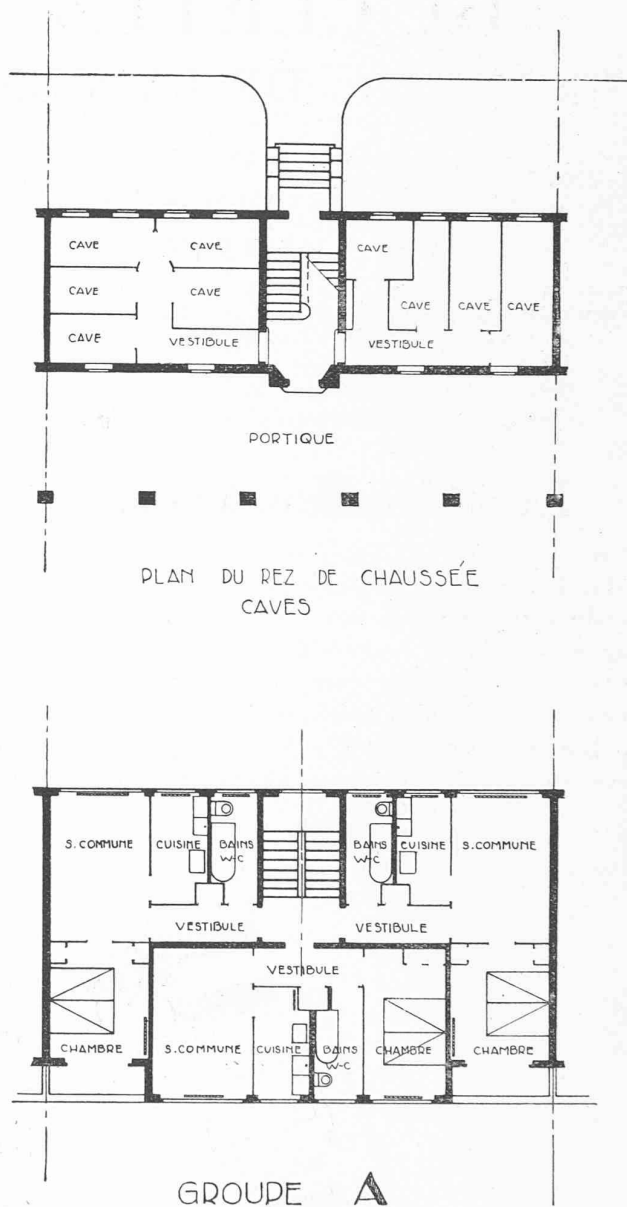 CAVE CAVE CAVE
CAVE CAVE CAVE CAVE CAVE
CAVE VESTIBULE VESTIBULE
PORTIQUE
PLAN DU REZ DE CHAUSSÉE
CAVES
S. COMMUNE CUISINE BAINS BAINS CUISINE S. COMMUNE
W-C W-C
VESTIBULE VESTIBULE
VESTIBULE
CHAMBRE S. COMMUNE CUISINE BAINS CHAMBRE CHAMBRE
W-C
GROUPE A